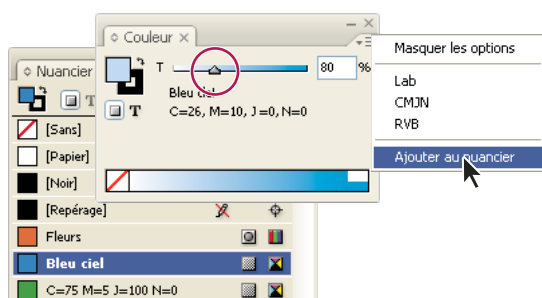 Couleur
Masquer les options
Nuancier
T
80
%
Lab
Bleu ciel
CMJN
T
T
C=26, M=10, J=0, N=0
RVB
[Sans]
[Papier]
Ajouter au nuancier
[Noir]
[Repérage]
Fleurs
Bleu ciel
C=75 M=5 J=100 N=0